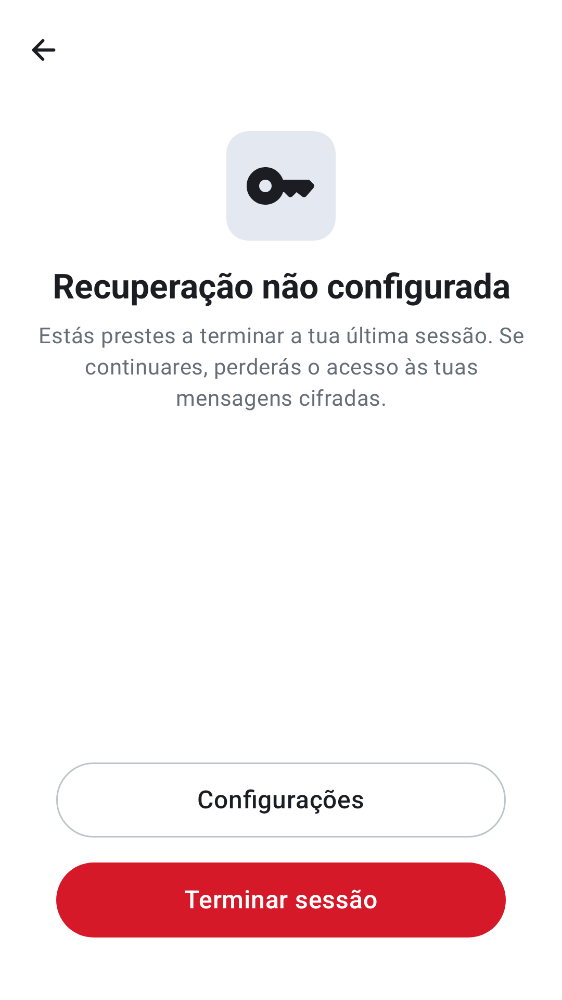 Recuperação não configurada
Estás prestes a terminar a tua última sessão. Se
continuares, perderás o acesso às tuas
mensagens cifradas.
Configurações
Terminar sessão